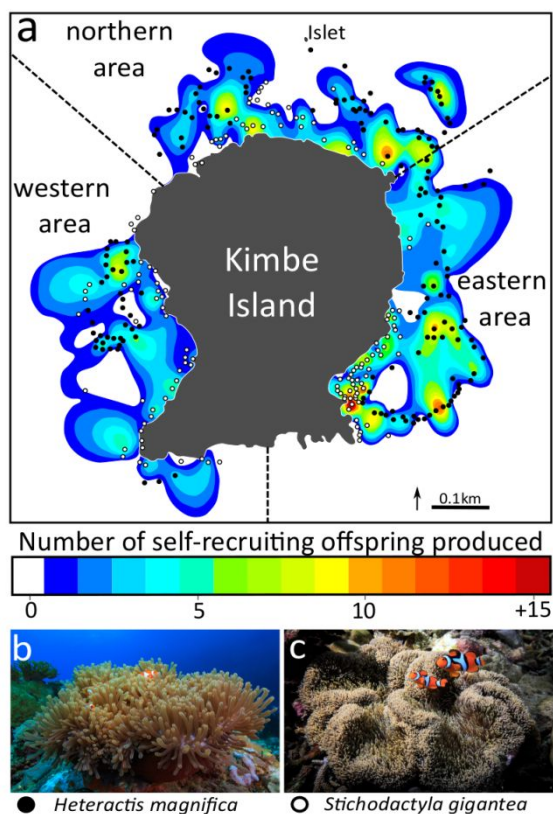 a
northern
area
Islet
western
area
Kimbe
Island
eastern
area
0.1km
Number of self-recruiting offspring produced
0 5 10 +15
b c
Heteractis magnifica Stichodactyla gigantea